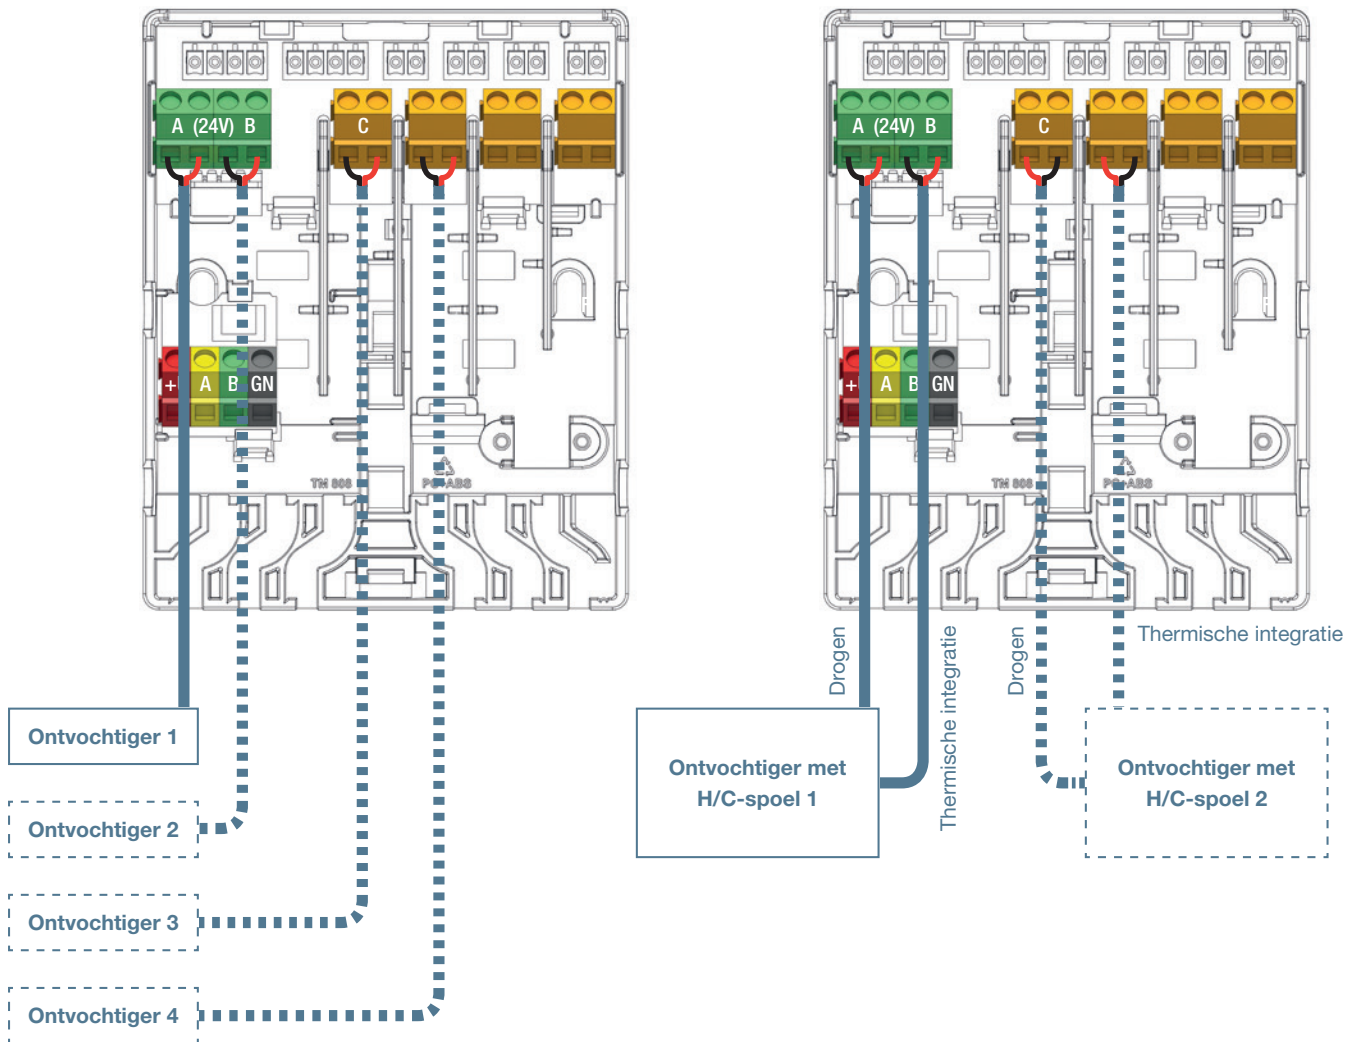 A (24V) B
C
+ A B GN
TM 808
PC+ABS
Ontvochtiger 1
Ontvochtiger 2
Ontvochtiger 3
Ontvochtiger 4
A (24V) B
C
+ A B GN
TM 808
PC+ABS
Drogen
Thermische integratie
Drogen
Thermische integratie
Ontvochtiger met
H/C-spoel 1
Ontvochtiger met
H/C-spoel 2